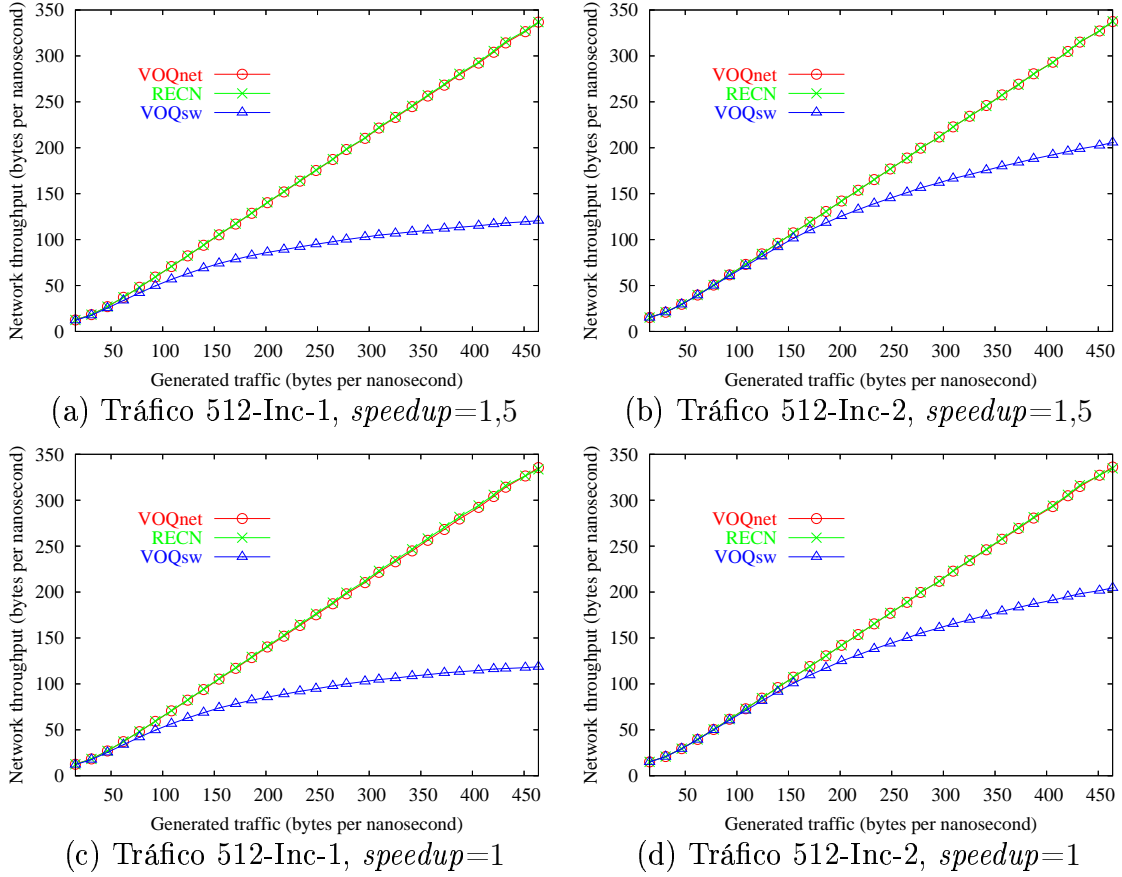 Network throughput (bytes per nanosecond)
350
300
250
200
150
100
50
0
VOQnet
RECN
VOQsw
50 100 150 200 250 300 350 400 450
Generated traffic (bytes per nanosecond)
(a) Tráfico 512-Inc-1, speedup=1,5
Network throughput (bytes per nanosecond)
350
300
250
200
150
100
50
0
VOQnet
RECN
VOQsw
50 100 150 200 250 300 350 400 450
Generated traffic (bytes per nanosecond)
(b) Tráfico 512-Inc-2, speedup=1,5
Network throughput (bytes per nanosecond)
350
300
250
200
150
100
50
0
VOQnet
RECN
VOQsw
50 100 150 200 250 300 350 400 450
Generated traffic (bytes per nanosecond)
(c) Tráfico 512-Inc-1, speedup=1
Network throughput (bytes per nanosecond)
350
300
250
200
150
100
50
0
VOQnet
RECN
VOQsw
50 100 150 200 250 300 350 400 450
Generated traffic (bytes per nanosecond)
(d) Tráfico 512-Inc-2, speedup=1